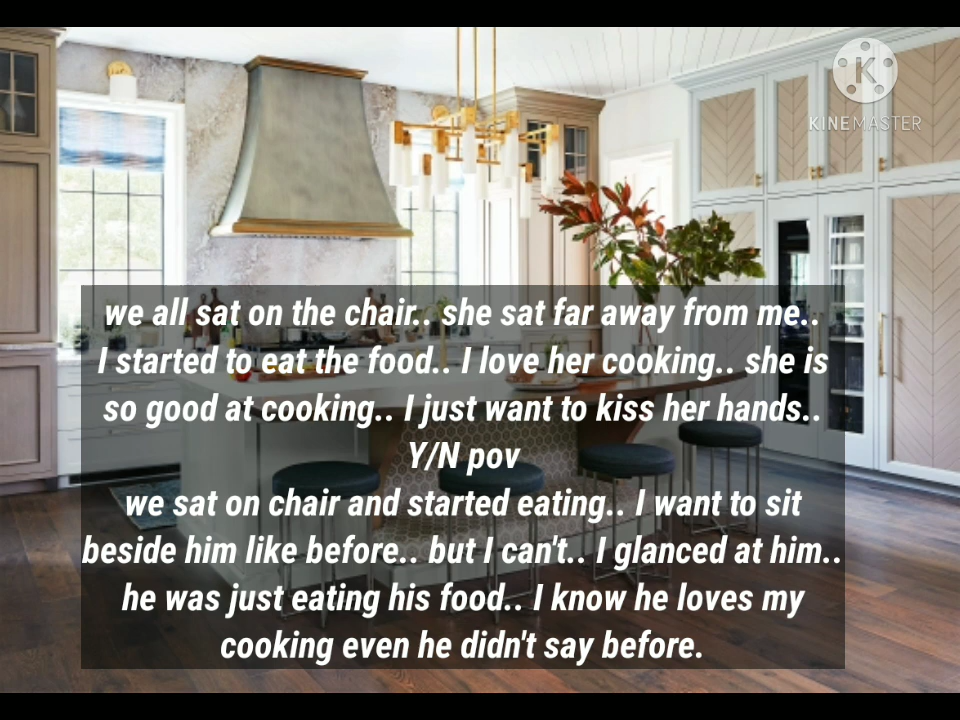 KINEMASTER
we all sat on the chair.. she sat far away from me..
I started to eat the food.. I love her cooking.. she is
so good at cooking.. I just want to kiss her hands..
Y/N pov
we sat on chair and started eating.. I want to sit
beside him like before.. but I can't.. I glanced at him..
he was just eating his food.. I know he loves my
cooking even he didn't say before.